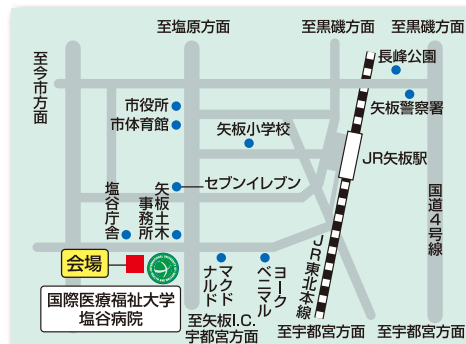 至塩原方面
至黒磯方面
至黒磯方面
至今市方面
長峰公園
市役所
市体育館
矢板小学校
矢板警察署
JR矢板駅
セブンイレブン
塩谷庁舎
矢板土木
事務所
国道4号線
会場
国際医療福祉大学
塩谷病院
マクド
ナルド
ヨーク
ベニマル
JR東北本線
至矢板I.C.
宇都宮方面
至宇都宮方面
至宇都宮方面